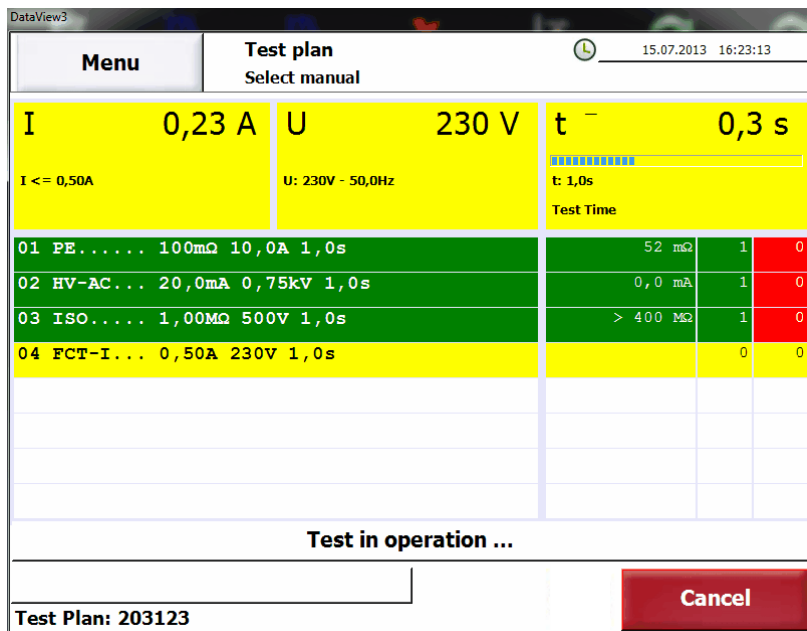 DataView3
Menu
Test plan
Select manual
15.07.2013 16:23:13
I 0,23 A
I <= 0,50A
U 230 V
U: 230V - 50,0Hz
t ‾ 0,3 s
t: 1,0s
Test Time
01 PE...... 100mΩ 10,0A 1,0s 52 mΩ 1 0
02 HV-AC... 20,0mA 0,75kV 1,0s 0,0 mA 1 0
03 ISO..... 1,00MΩ 500V 1,0s > 400 MΩ 1 0
04 FCT-I... 0,50A 230V 1,0s 0 0
Test in operation ...
Cancel
Test Plan: 203123